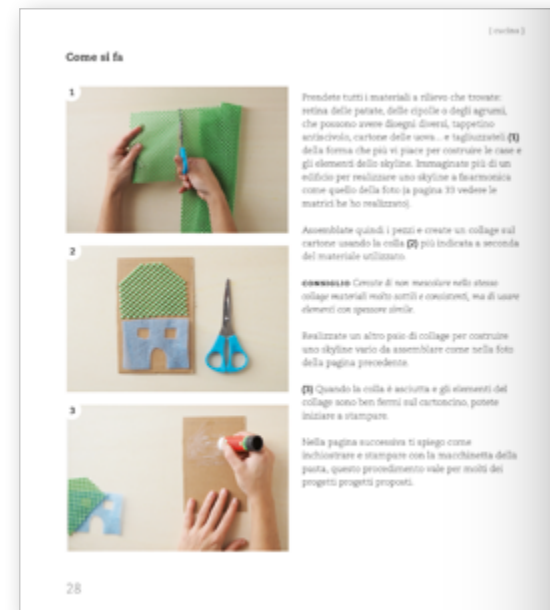 [ cucina ]
Come si fa
1
2
3
Prendete tutti i materiali a rilievo che trovate:
retina delle patate, delle cipolle o degli agrumi,
che possono avere disegni diversi, tappetino
antiscivolo, cartone delle uova... e tagliuzzateli (1)
della forma che più vi piace per costruire le case e
gli elementi dello skyline. Immaginate più di un
edificio per realizzare uno skyline a fisarmonica
come quello della foto (a pagina 33 vedere le
matrici he ho realizzato).
Assemblate quindi i pezzi e create un collage sul
cartone usando la colla (2) più indicata a seconda
del materiale utilizzato.
CONSIGLIO Cercate di non mescolare nello stesso
collage materiali molto sottili e consistenti, ma di usare
elementi con spessore simile.
Realizzate un altro paio di collage per costruire
uno skyline vario da assemblare come nella foto
della pagina precedente.
(3) Quando la colla è asciutta e gli elementi del
collage sono ben fermi sul cartoncino, potete
iniziare a stampare.
Nella pagina successiva ti spiego come
inchiostrare e stampare con la macchinetta della
pasta, questo procedimento vale per molti dei
progetti progetti proposti.
28